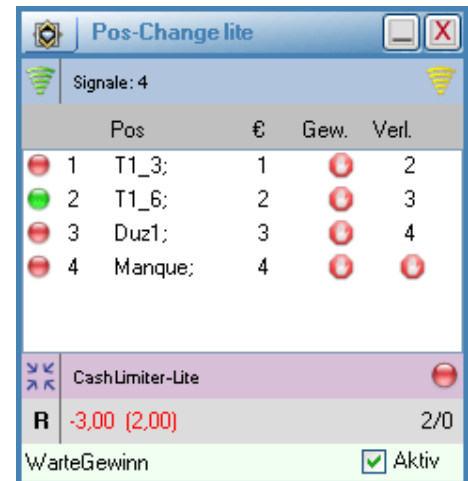 Pos-Change lite
Signale: 4
Pos € Gew. Verl.
1 T1_3; 1 2
2 T1_6; 2 3
3 Duz1; 3 4
4 Manque; 4
CashLimiter-Lite
R -3,00 (2,00) 2/0
WarteGewinn Aktiv